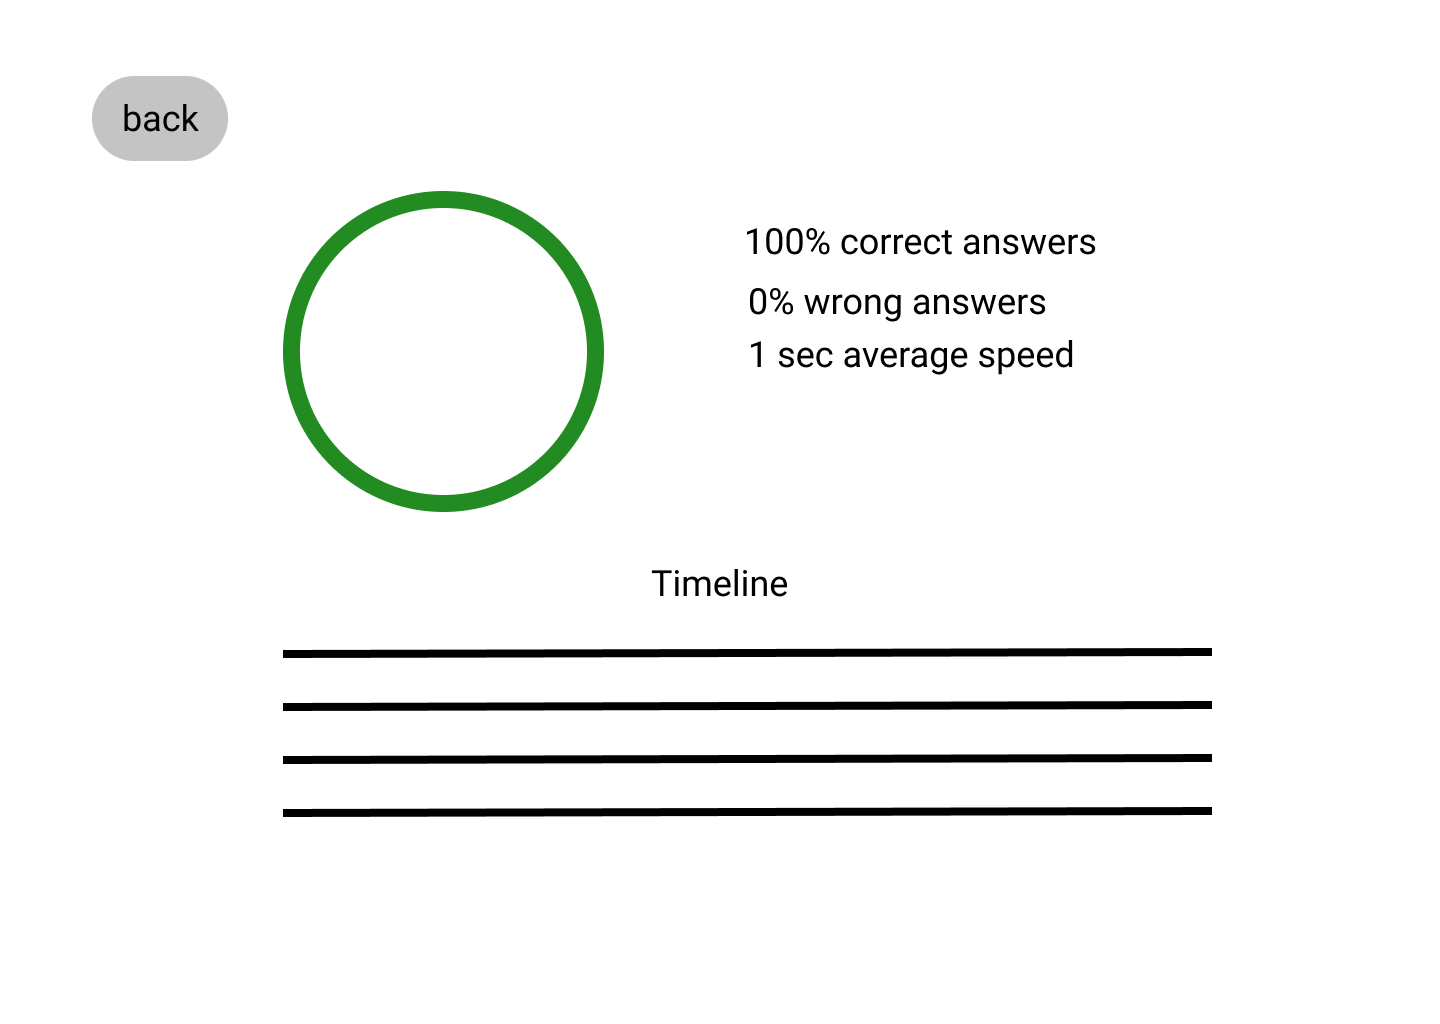 back
100% correct answers
0% wrong answers
1 sec average speed
Timeline